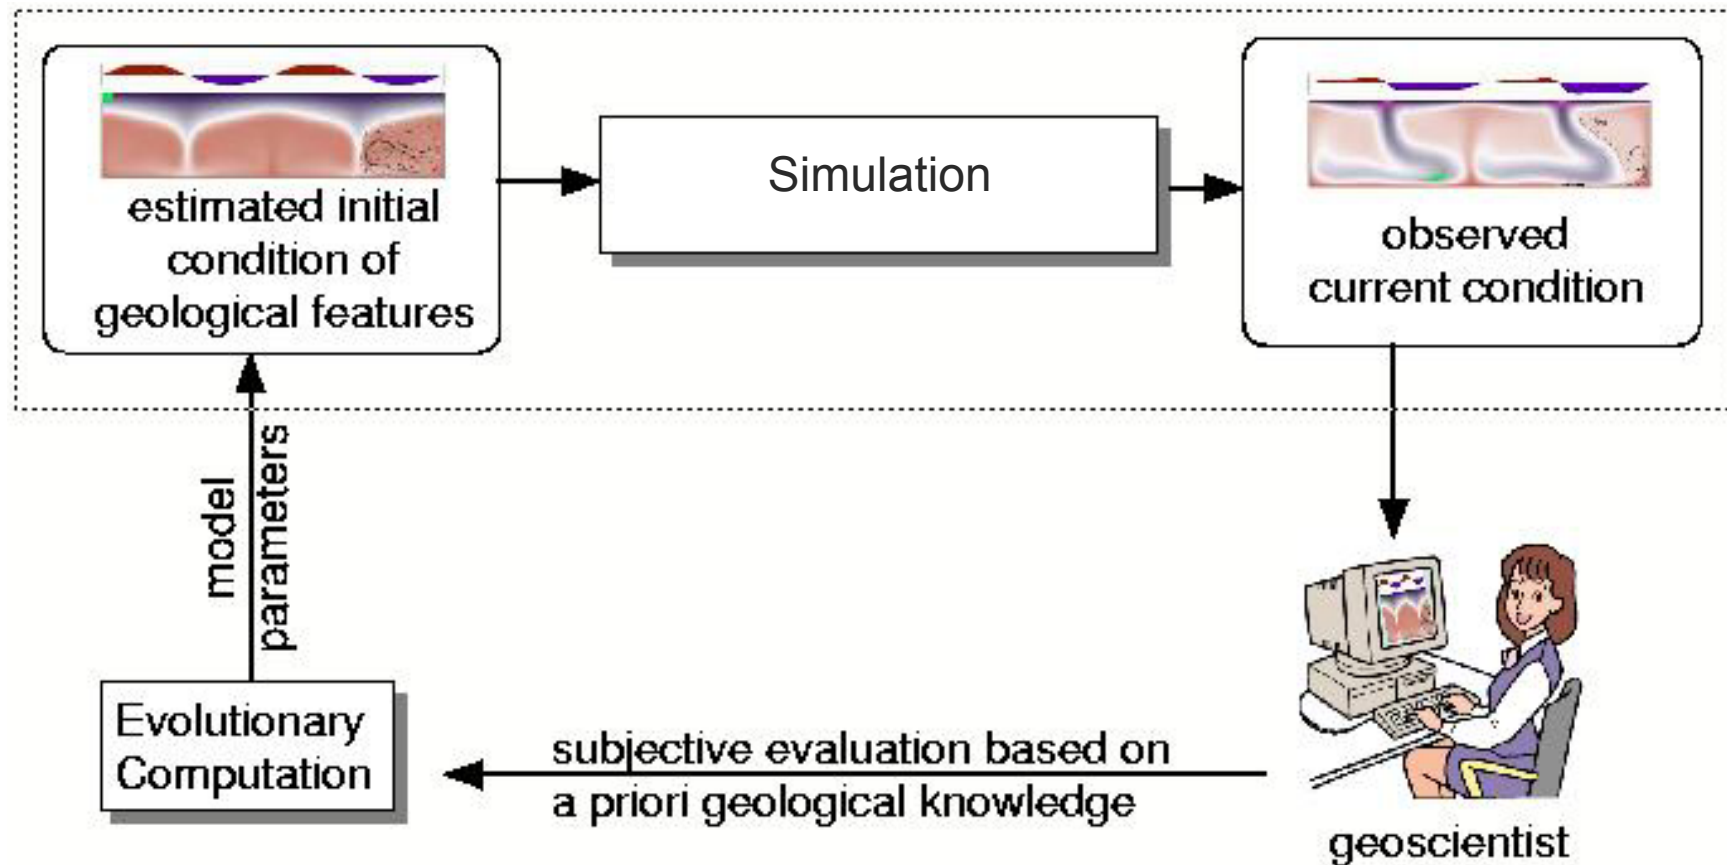 estimated initial
condition of
geological features
Simulation
observed
current condition
model
parameters
Evolutionary
Computation
subjective evaluation based on
a priori geological knowledge
geoscientist